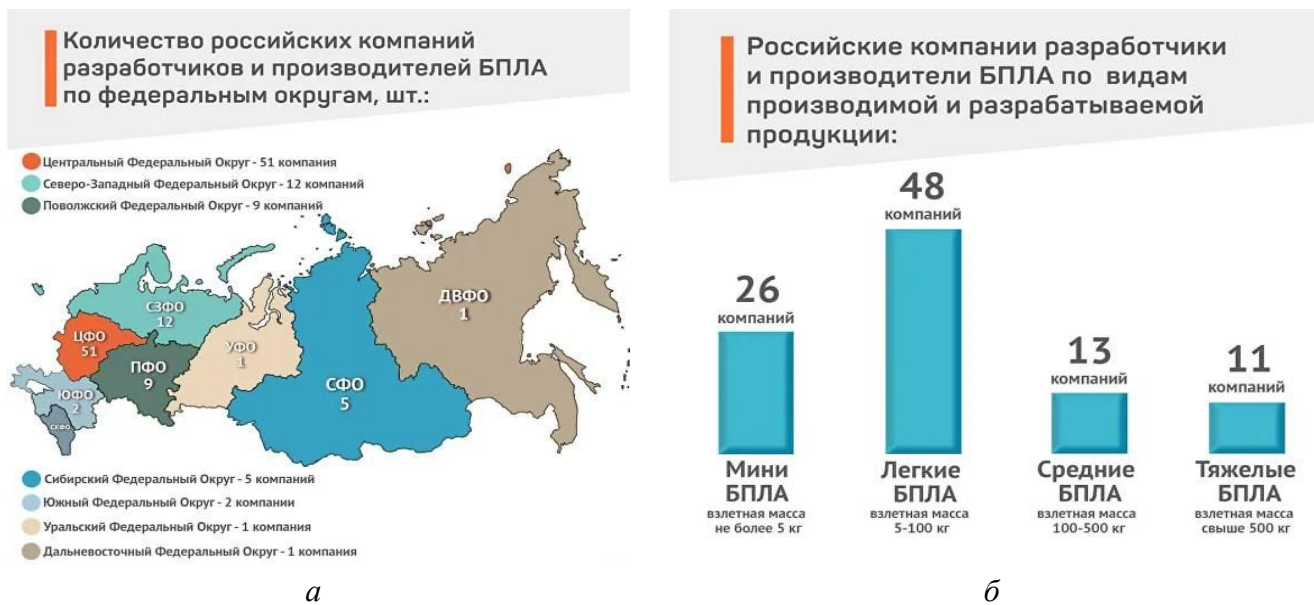 Количество российских компаний
разработчиков и производителей БПЛА
по федеральным округам, шт.:
Центральный Федеральный Округ - 51 компания
Северо-Западный Федеральный Округ - 12 компаний
Поволжский Федеральный Округ - 9 компаний
СЗФО
12
ДВФО
1
ЦФО
51
УФО
1
ПФО
9
СФО
5
ЮФО
2
СКФО
Сибирский Федеральный Округ - 5 компаний
Южный Федеральный Округ - 2 компании
Уральский Федеральный Округ - 1 компания
Дальневосточный Федеральный Округ - 1 компания
а
Российские компании разработчики
и производители БПЛА по видам
производимой и разрабатываемой
продукции:
26
компаний
48
компаний
13
компаний
11
компаний
Мини
БПЛА
взлетная масса
не более 5 кг
Легкие
БПЛА
взлетная масса
5-100 кг
Средние
БПЛА
взлетная масса
100-500 кг
Тяжелые
БПЛА
взлетная масса
свыше 500 кг
б